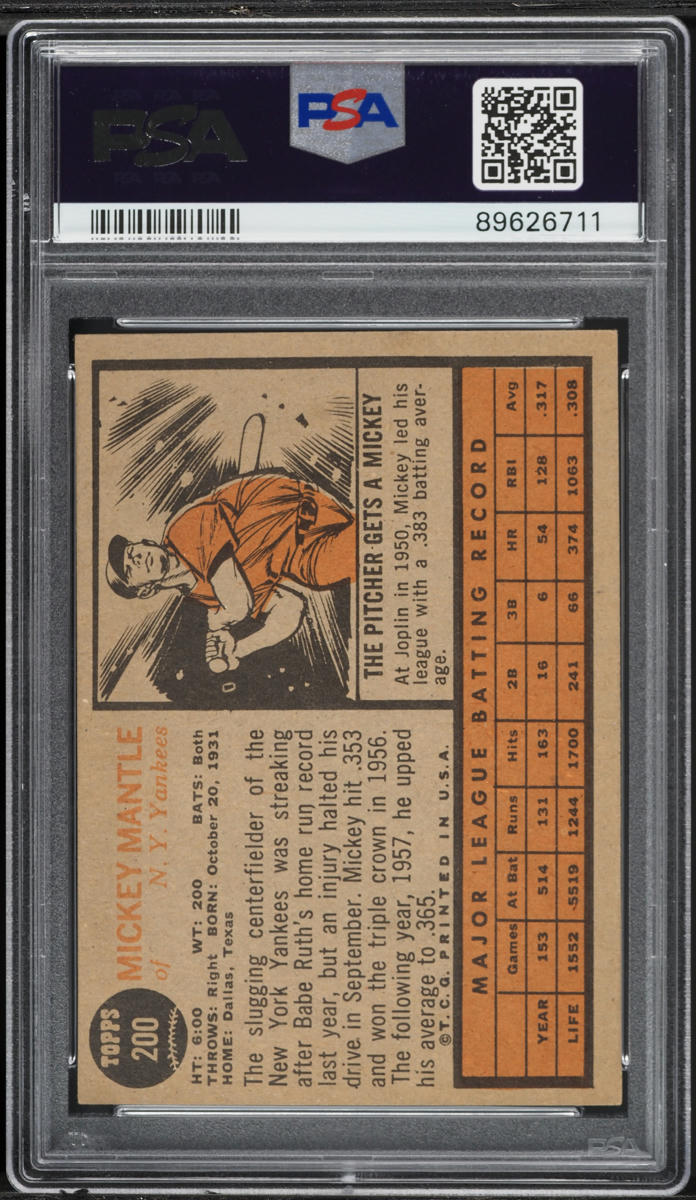 PSA
PSA
89626711
TOPPS
200
MICKEY MANTLE
of N. Y. Yankees
HT: 6:00 WT: 200 BATS: Both
THROWS: Right BORN: October 20, 1931
HOME: Dallas, Texas
The slugging centerfielder of the
New York Yankees was streaking
after Babe Ruth's home run record
last year, but an injury halted his
drive in September. Mickey hit .353
and won the triple crown in 1956.
The following year, 1957, he upped
his average to .365.
©T. C. G. PRINTED IN U.S.A.
THE PITCHER GETS A MICKEY
At Joplin in 1950, Mickey led his
league with a .383 batting aver-
age.
MAJOR LEAGUE BATTING RECORD
Games At Bat Runs Hits 2B 3B HR RBI Avg
YEAR 153 514 131 163 16 6 54 128 .317
LIFE 1552 5519 1244 1700 241 66 374 1063 .308
PSA